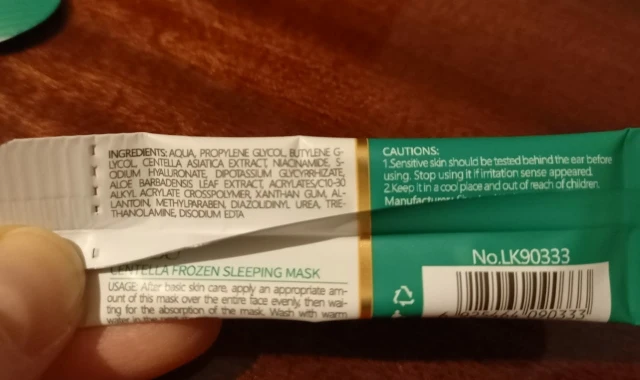 INGREDIENTS: AQUA, PROPYLENE GLYCOL, BUTYLENE G-
LYCOL, CENTELLA ASIATICA EXTRACT, NIACINAMIDE, S-
ODIUM HYALURONATE, DIPOTASSIUM GLYCYRRHIZATE,
ALOE BARBADENSIS LEAF EXTRACT, ACRYLATES/C10-30
ALKYL ACRYLATE CROSSPOLYMER, XANTHAN GUM, AL-
LANTOIN, METHYLPARABEN, DIAZOLIDINYL UREA, TRIE-
THANOLAMINE, DISODIUM EDTA
CENTELLA FROZEN SLEEPING MASK
USAGE: After basic skin care, apply an appropriate am-
ount of this mask over the entire face evenly, then wai-
ting for the absorption of the mask. Wash with warm
water in the
CAUTIONS:
1.Sensitive skin should be tested behind the ear before
using. Stop using it if irritation sense appeared.
2.Keep it in a cool place and out of reach of children.
Manufacturer:
No.LK90333
090333